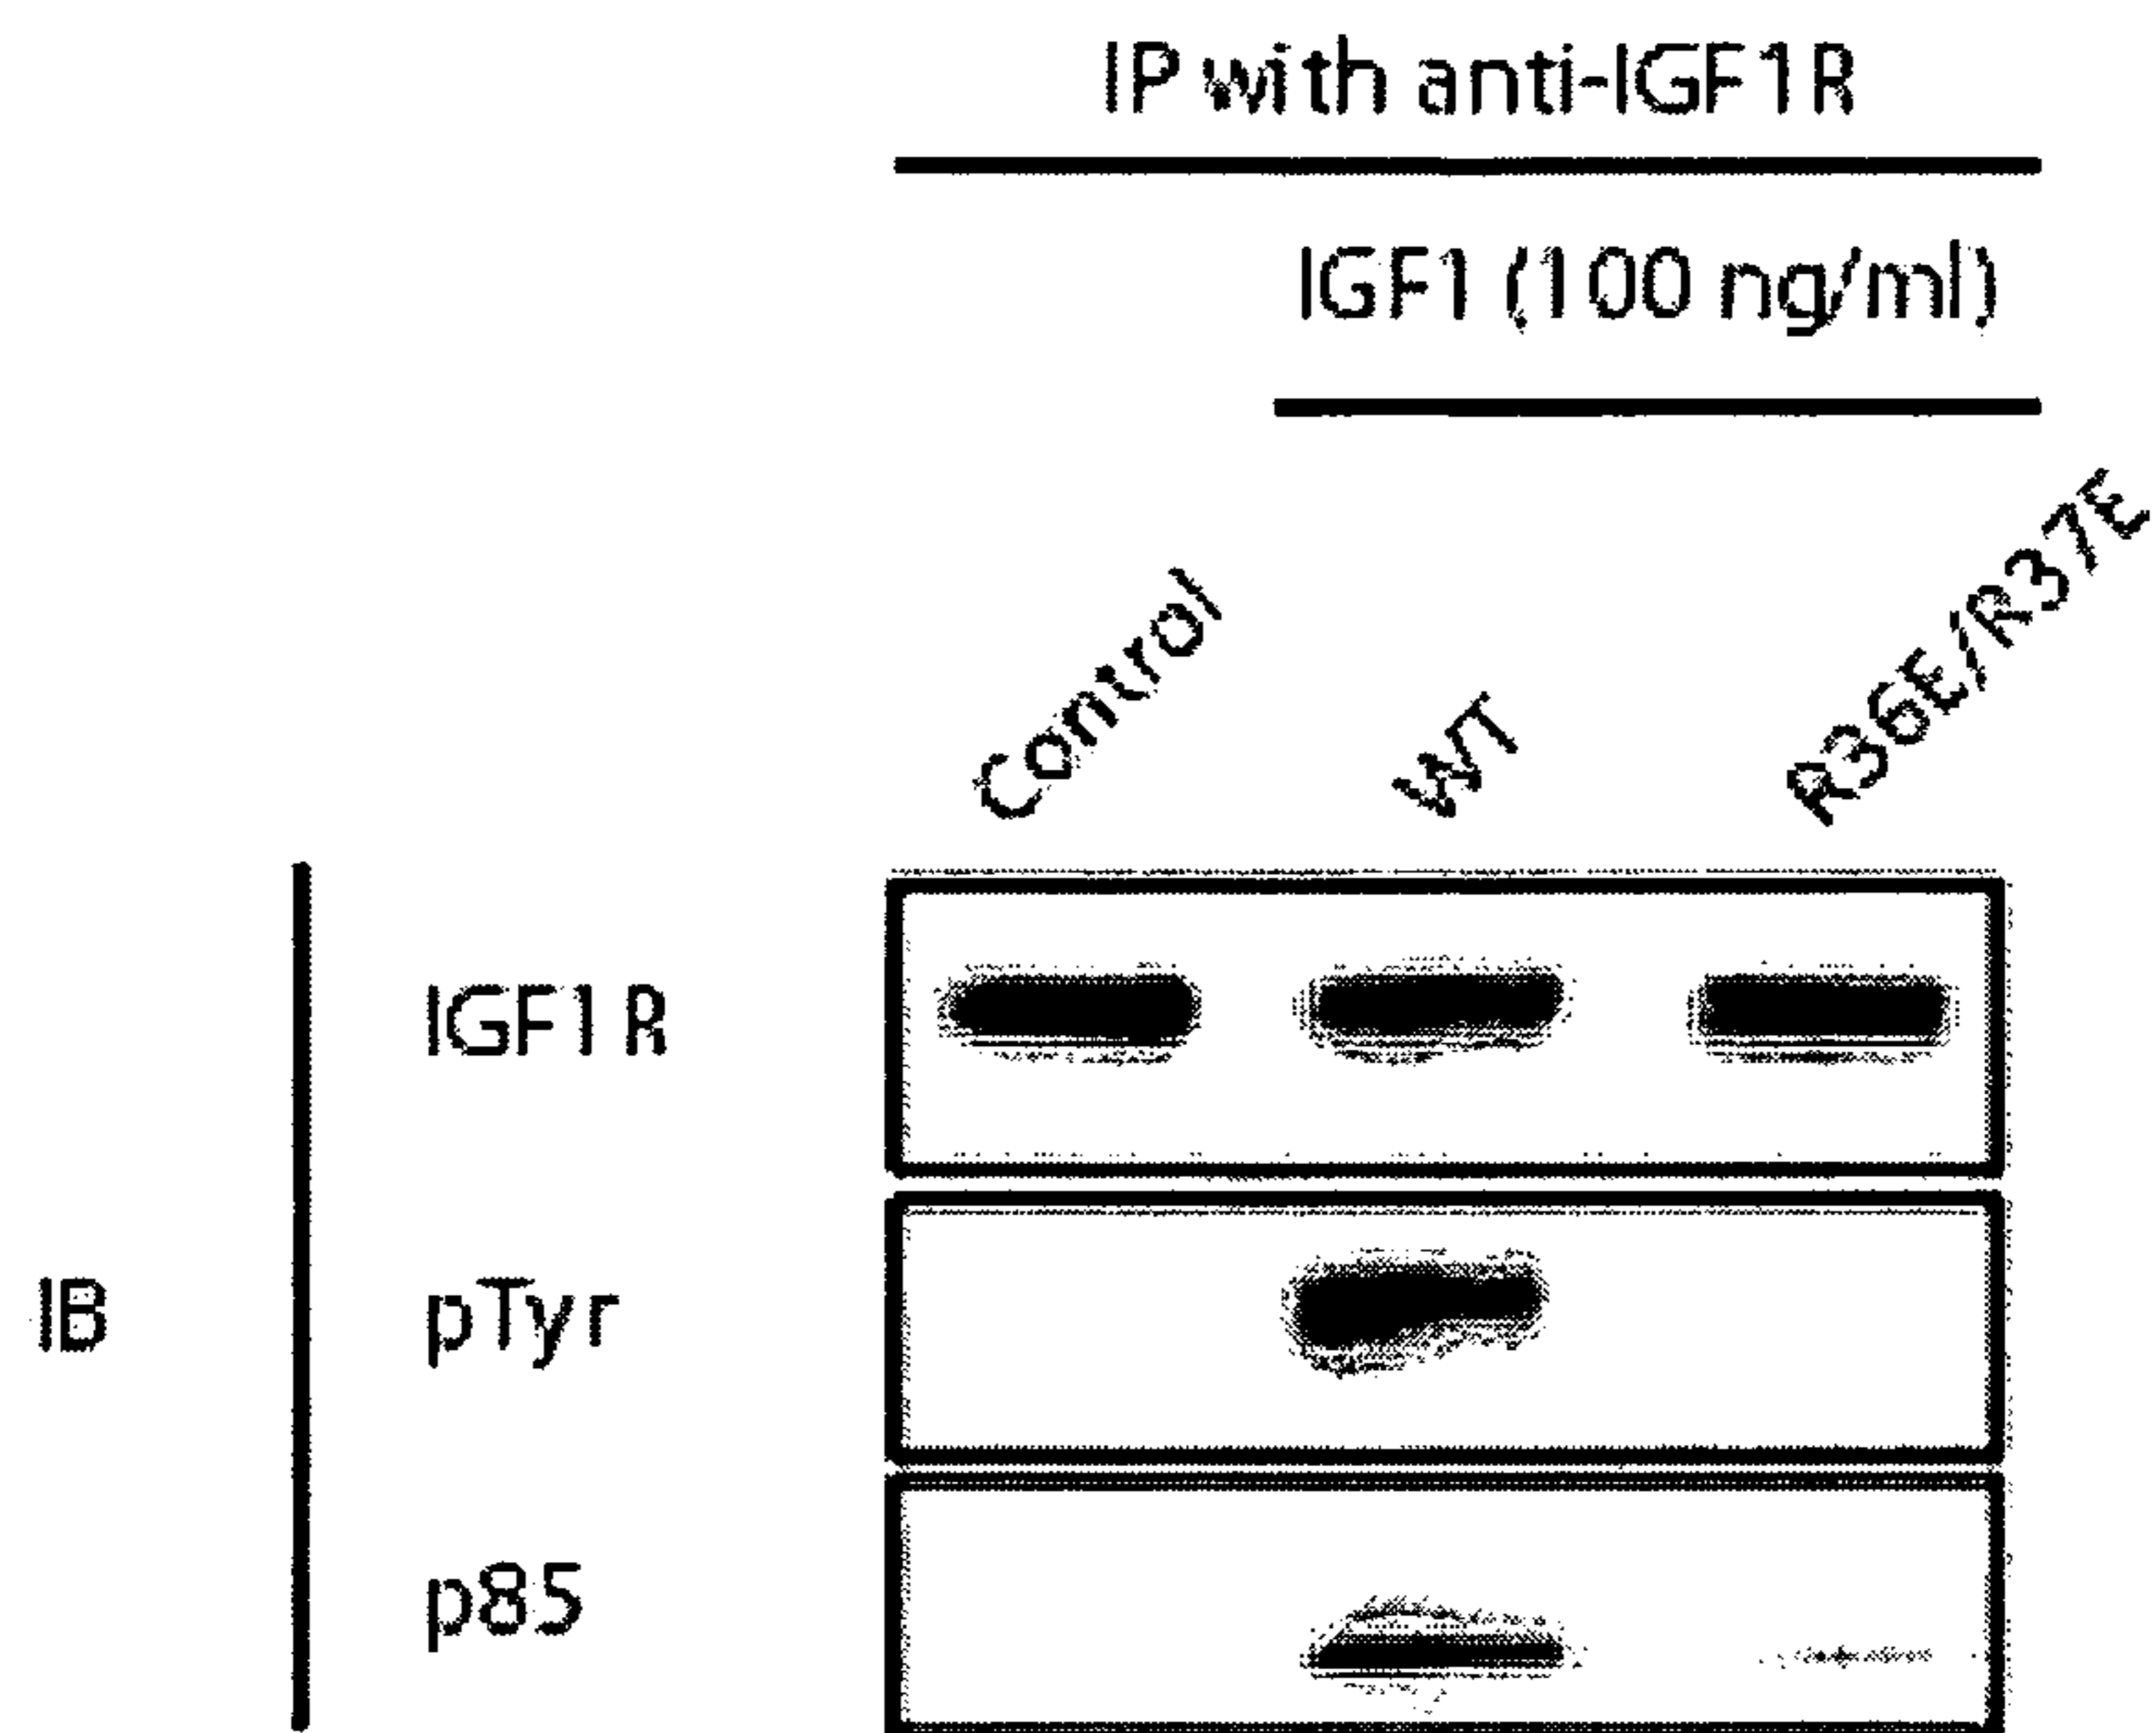 IP with anti-IGF1R
IGF1 (100 ng/ml)
Control
WT
R36E/R37E
IGF1R
IB
pTyr
p85